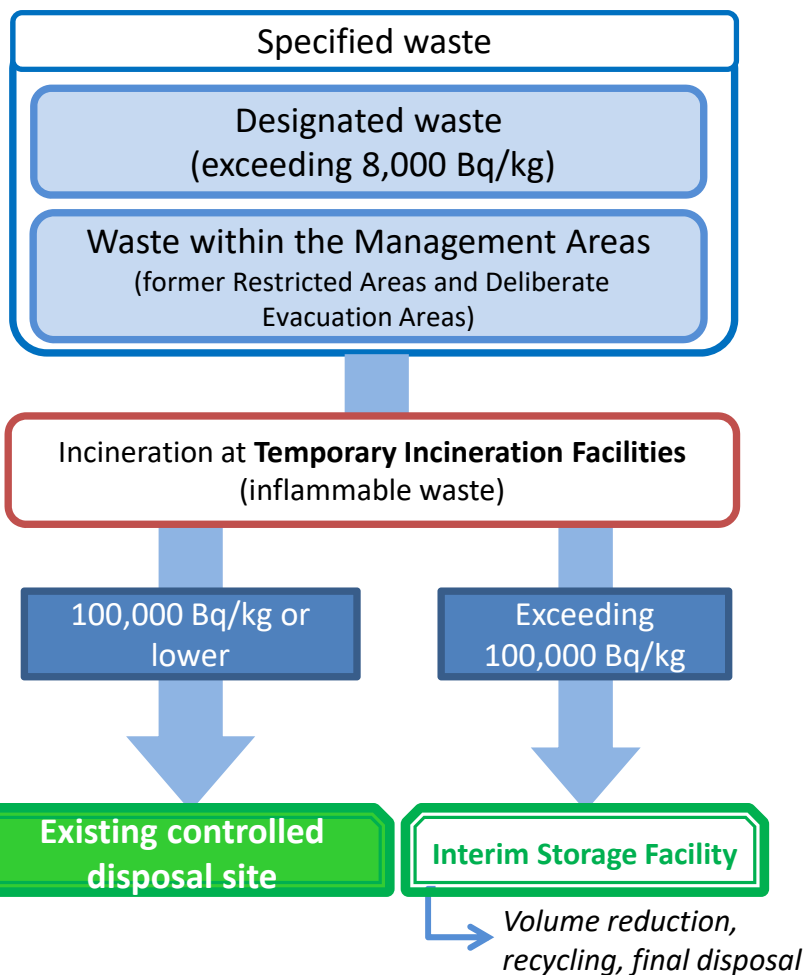 Specified waste
Designated waste
(exceeding 8,000 Bq/kg)
Waste within the Management Areas
(former Restricted Areas and Deliberate
Evacuation Areas)
Incineration at Temporary Incineration Facilities
(inflammable waste)
100,000 Bq/kg or
lower
Exceeding
100,000 Bq/kg
Existing controlled
disposal site
Interim Storage Facility
Volume reduction,
recycling, final disposal